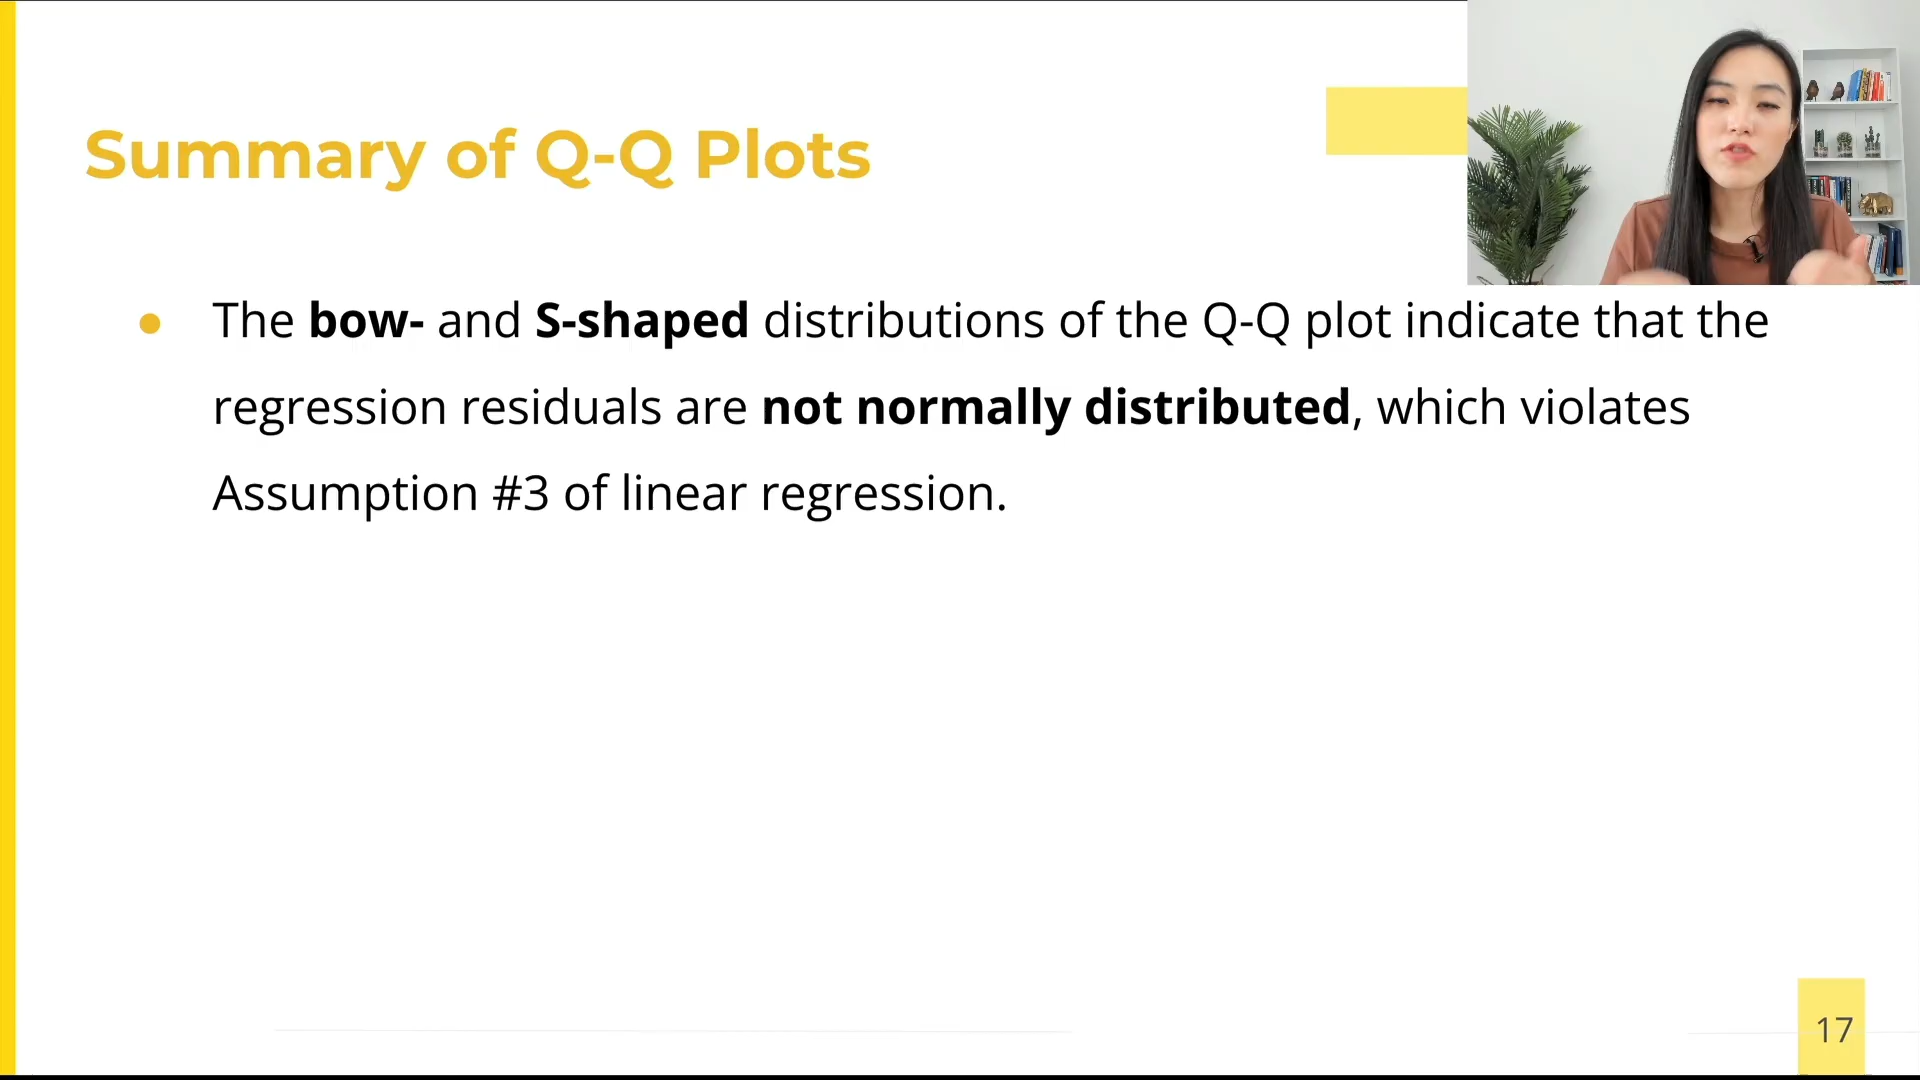 Summary of Q-Q Plots
● The bow- and S-shaped distributions of the Q-Q plot indicate that the
regression residuals are not normally distributed, which violates
Assumption #3 of linear regression.
17